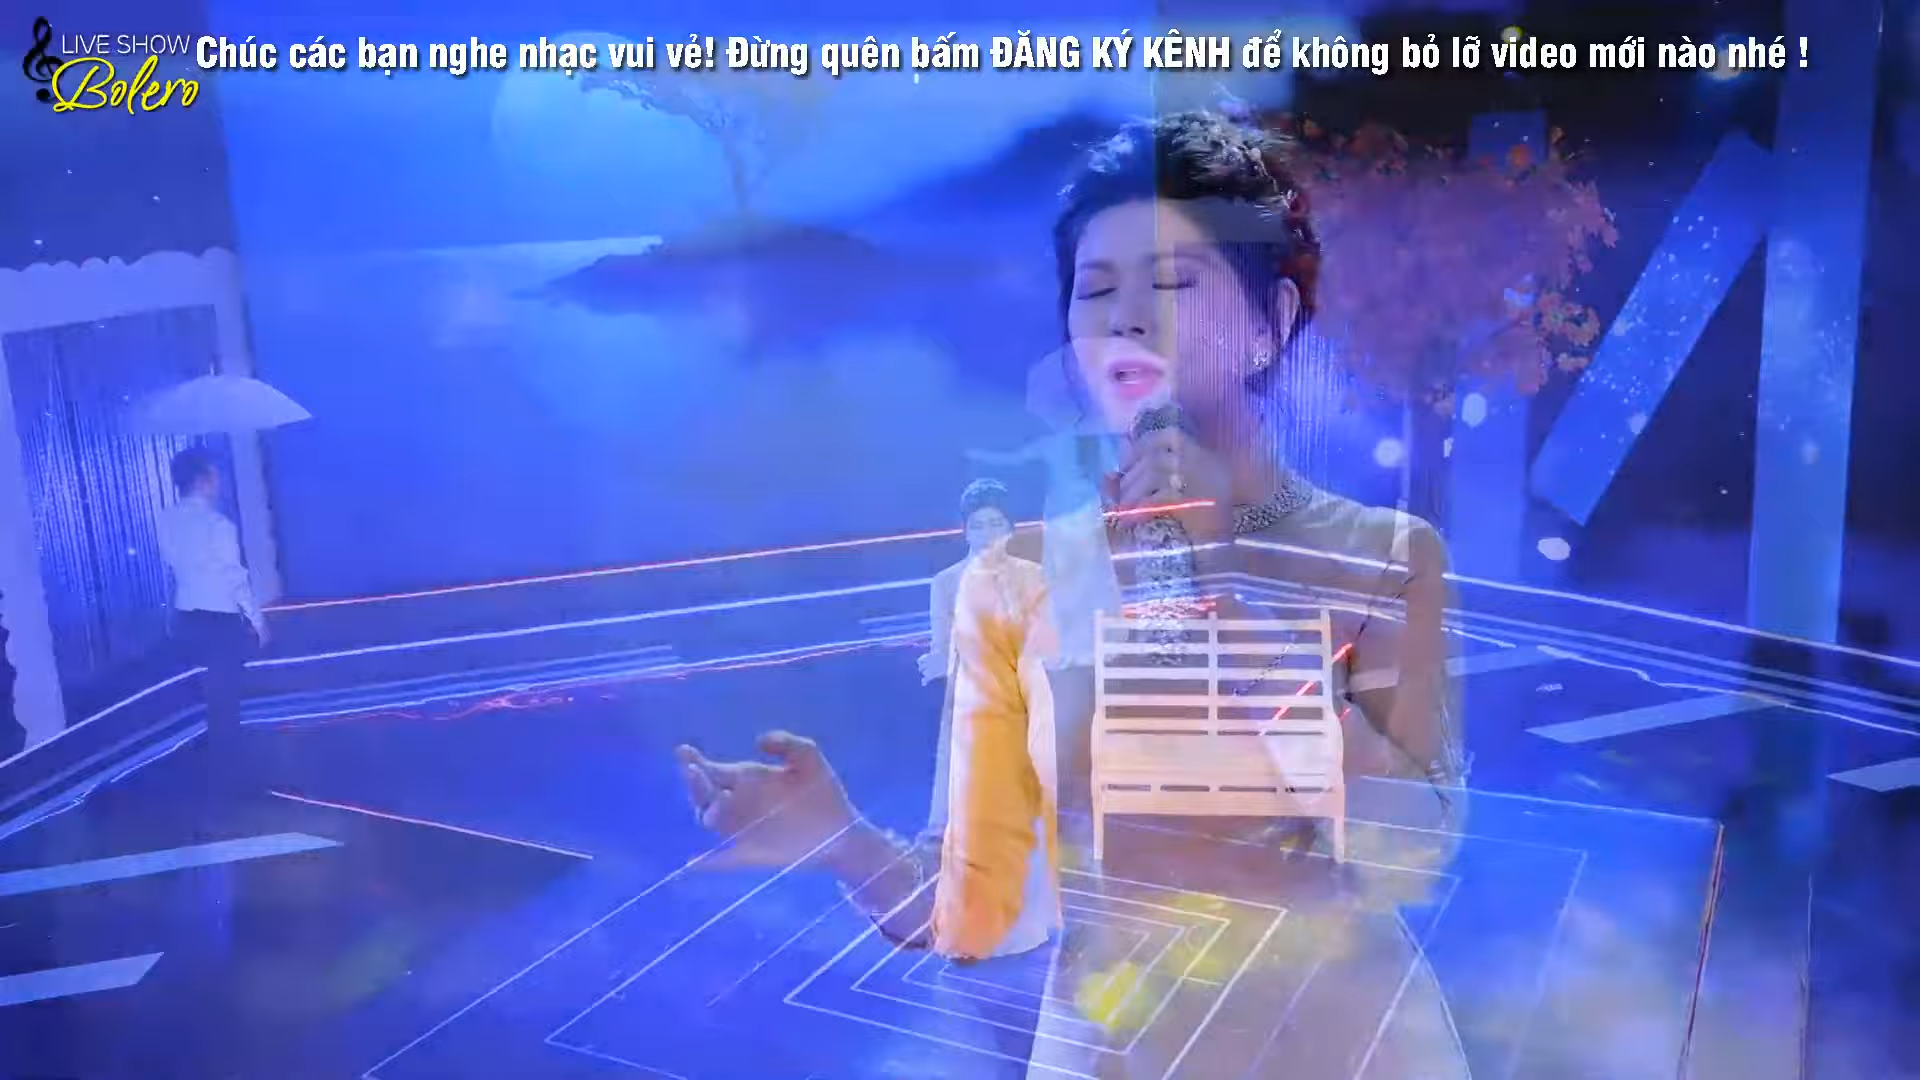 LIVE SHOW
Bolero
Chúc các bạn nghe nhạc vui vẻ! Đừng quên bấm ĐĂNG KÝ KÊNH để không bỏ lỡ video mới nào nhé !